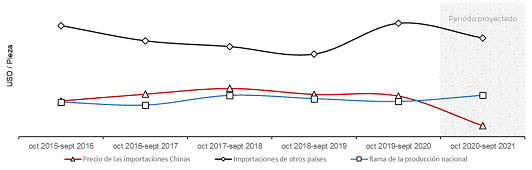 Periodo proyectado
USD / Pieza
oct 2015-sept 2016 oct 2016-sept 2017 oct 2017-sept 2018 oct 2018-sept 2019 oct 2019-sept 2020 oct 2020-sept 2021
Precio de las importaciones Chinas Importaciones de otros países Rama de la producción nacional